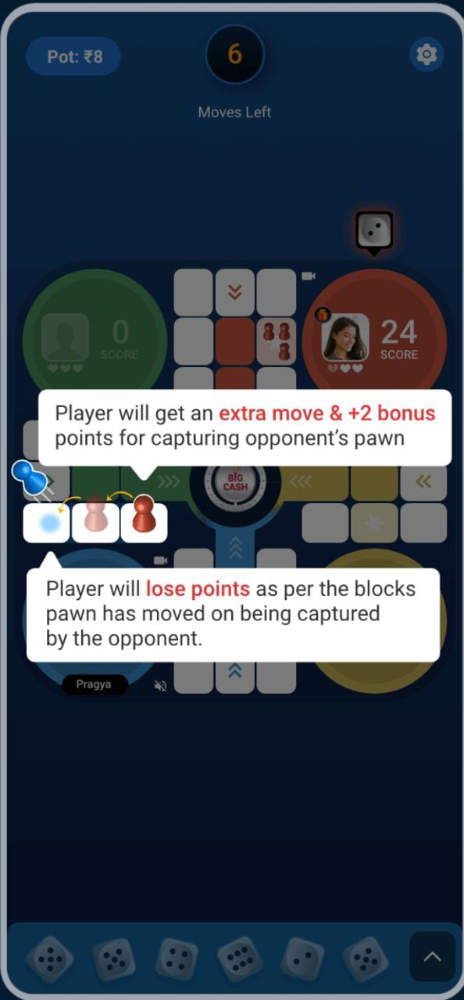 Pot: ₹8
6
Moves Left
0
SCORE
24
SCORE
Player will get an extra move & +2 bonus
points for capturing opponent's pawn
BIG
CASH
Player will lose points as per the blocks
pawn has moved on being captured
by the opponent.
Pragya